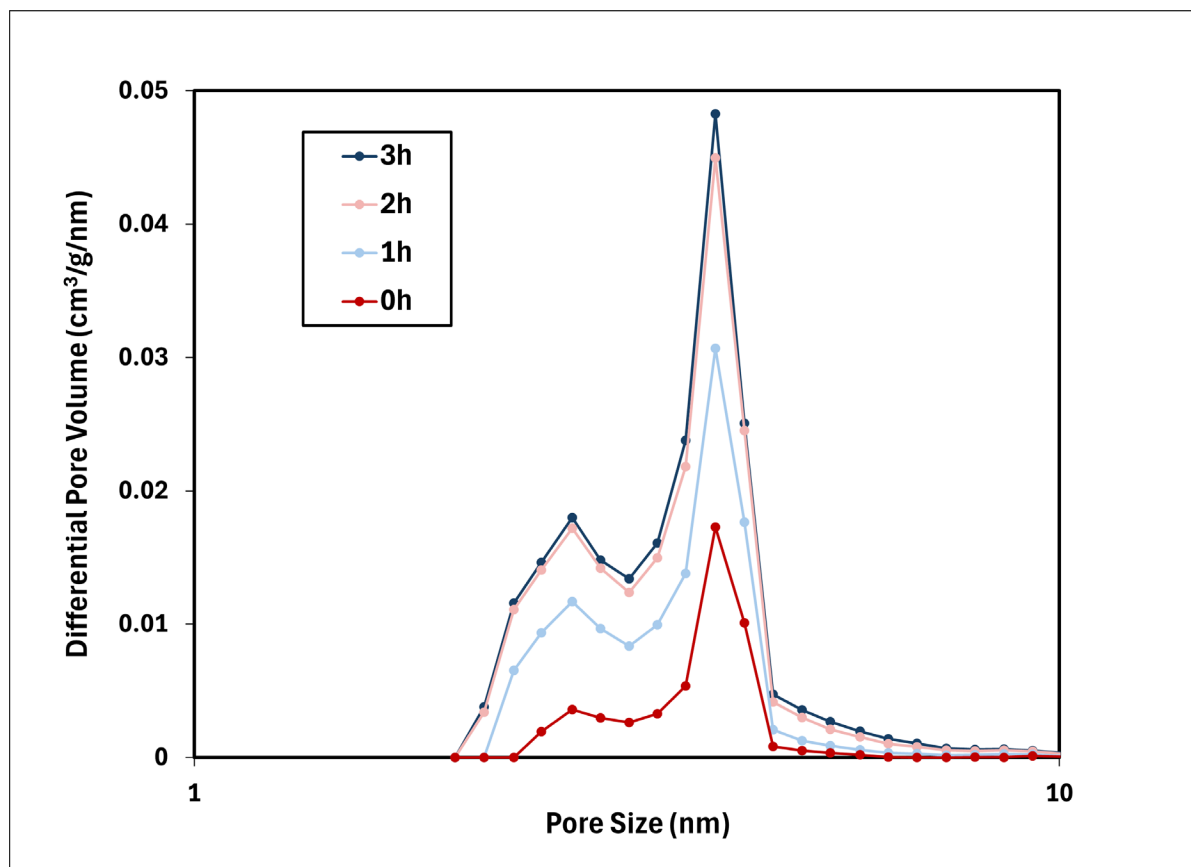 0.05
3h
2h
1h
0h
0.04
0.03
0.02
0.01
0
Differential Pore Volume (cm³/g/nm)
1
10
Pore Size (nm)